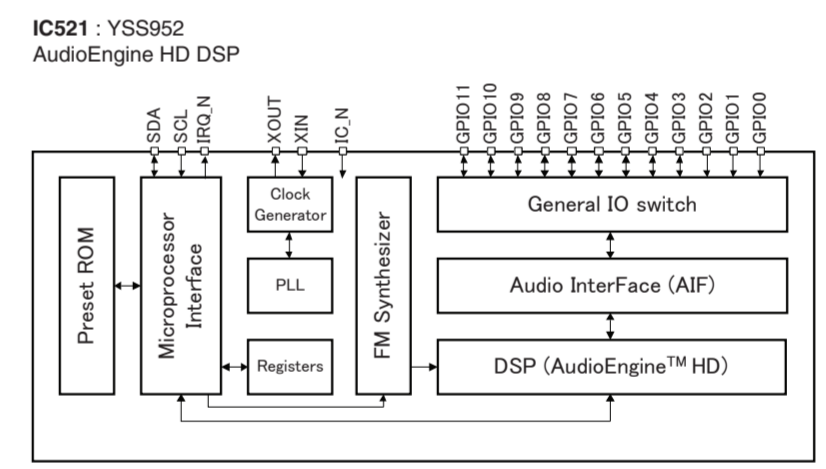 IC521 : YSS952
AudioEngine HD DSP
SDA
SCL
IRQ_N
XOUT
XIN
IC_N
GPIO11
GPIO10
GPIO9
GPIO8
GPIO7
GPIO6
GPIO5
GPIO4
GPIO3
GPIO2
GPIO1
GPIO0
Preset ROM
Microprocessor
Interface
Clock
Generator
PLL
Registers
FM Synthesizer
General IO switch
Audio InterFace (AIF)
DSP (AudioEngine™ HD)